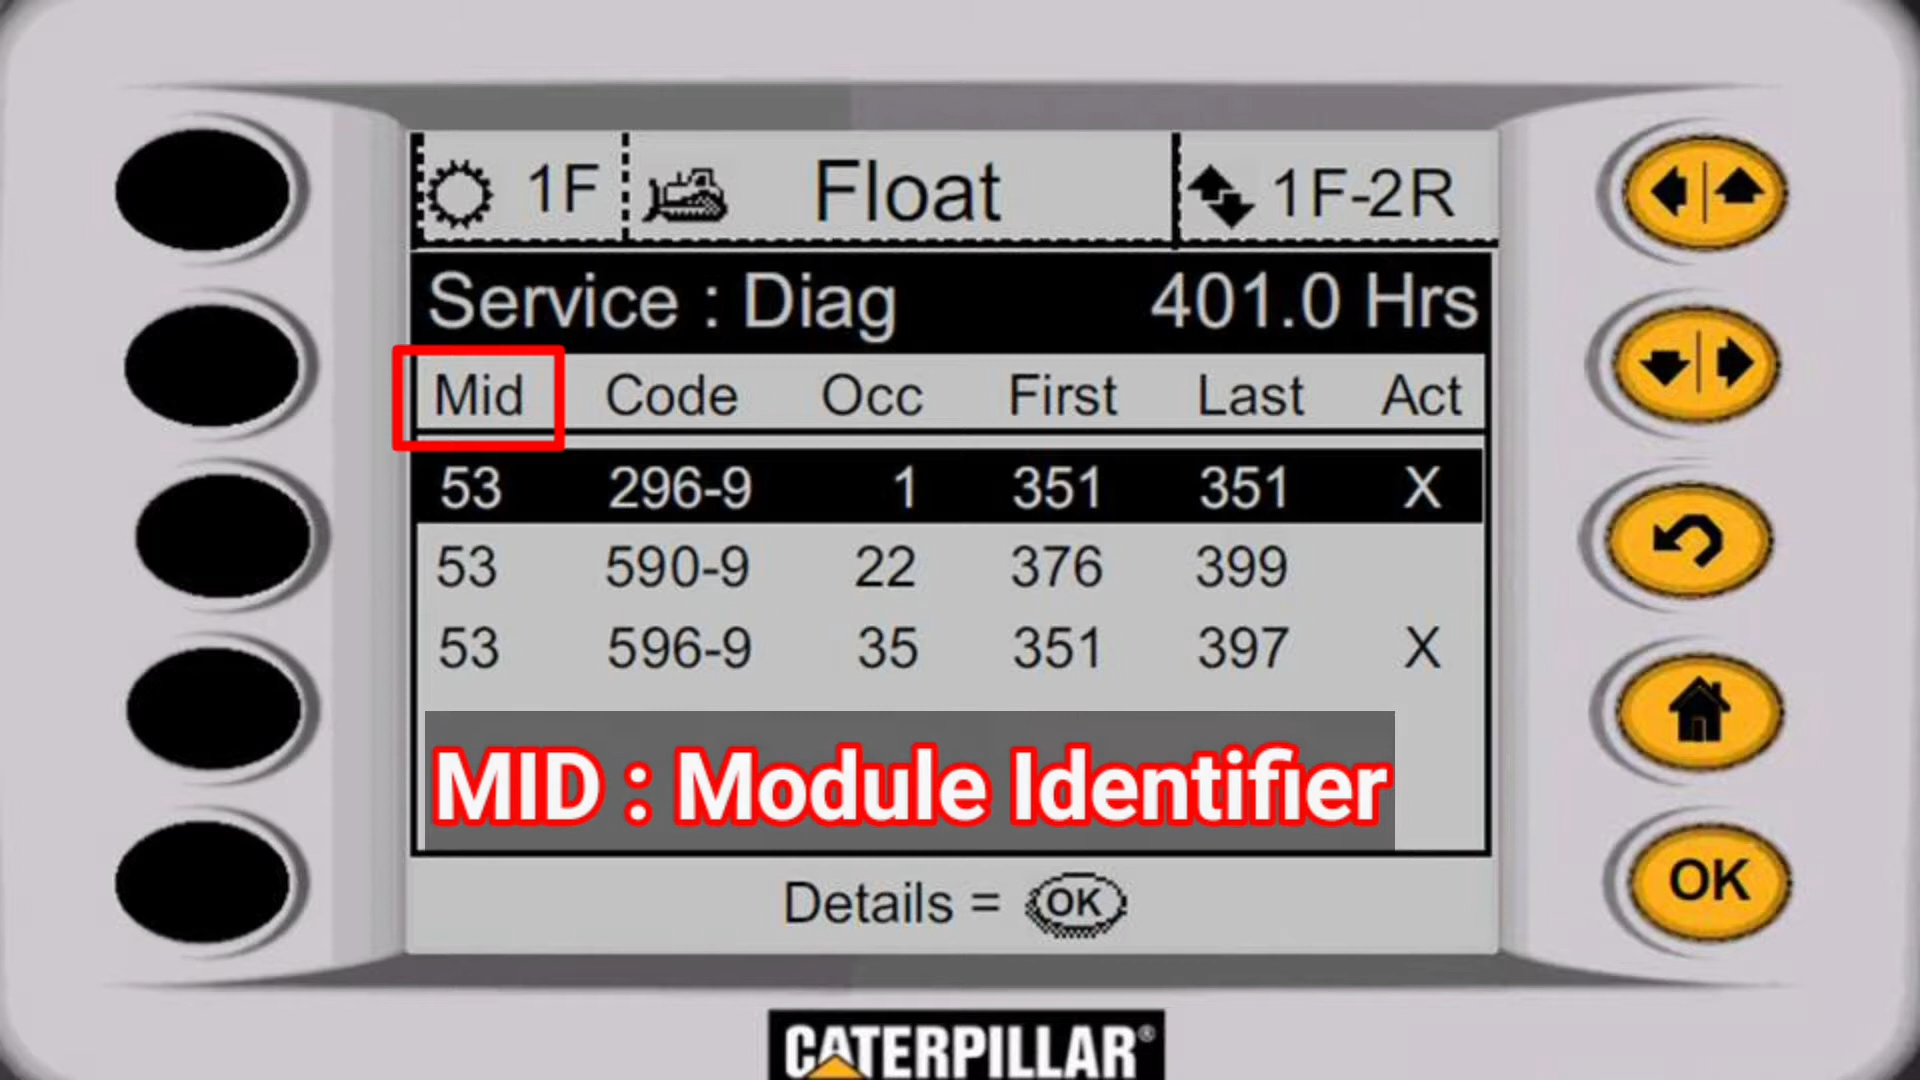 1F Float 1F-2R
Service : Diag 401.0 Hrs
Mid Code Occ First Last Act
53 296-9 1 351 351 X
53 590-9 22 376 399
53 596-9 35 351 397 X
MID : Module Identifier
Details = OK
OK
CATERPILLAR®